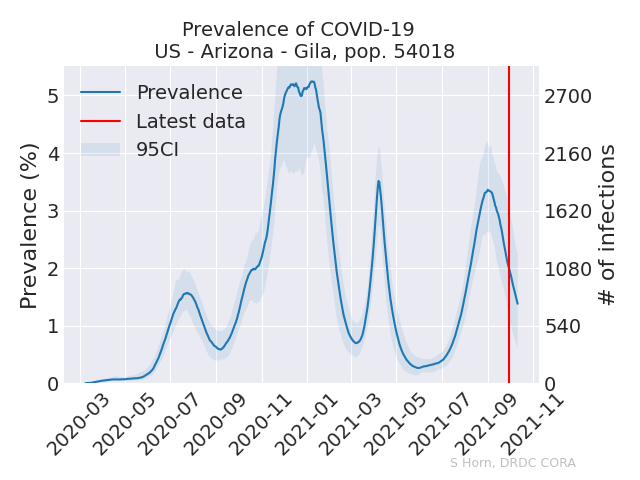 Prevalence of COVID-19
US - Arizona - Gila, pop. 54018
Prevalence
Latest data
95CI
Prevalence (%)
5
4
3
2
1
0
2700
2160
1620
1080
540
0
# of infections
2020-03
2020-05
2020-07
2020-09
2020-11
2021-01
2021-03
2021-05
2021-07
2021-09
2021-11
S Horn, DRDC CORA